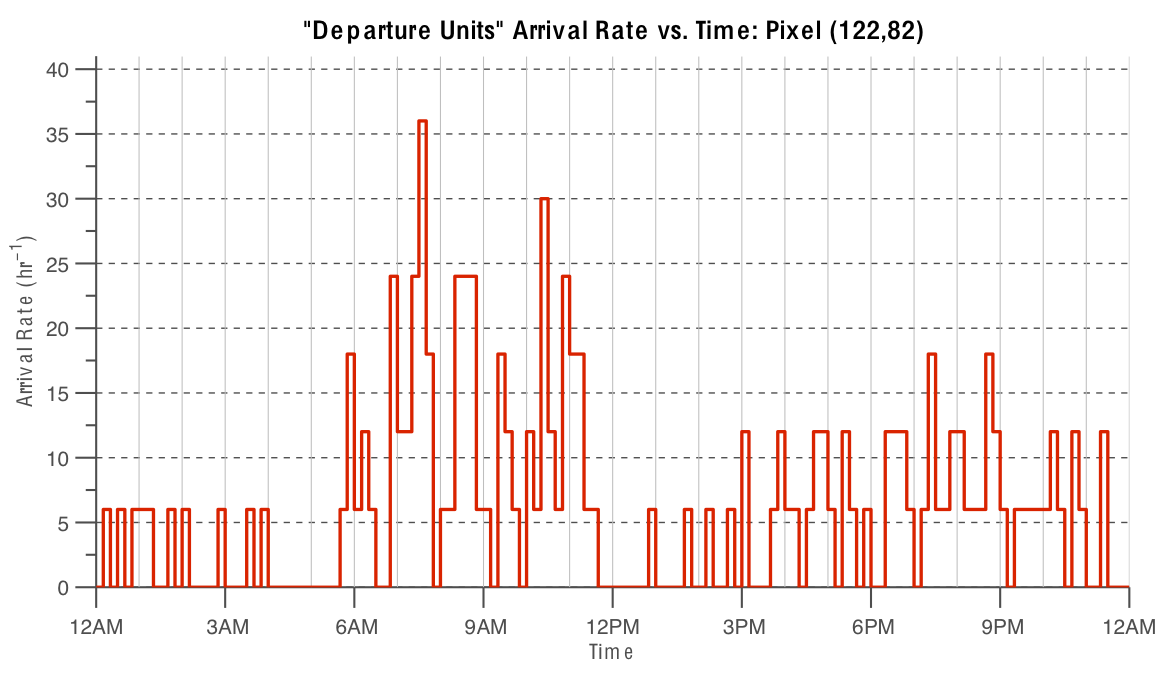 "Departure Units" Arrival Rate vs. Time: Pixel (122,82)
40
35
30
25
20
15
10
5
0
Arrival Rate (hr⁻¹)
12AM 3AM 6AM 9AM 12PM 3PM 6PM 9PM 12AM
Time